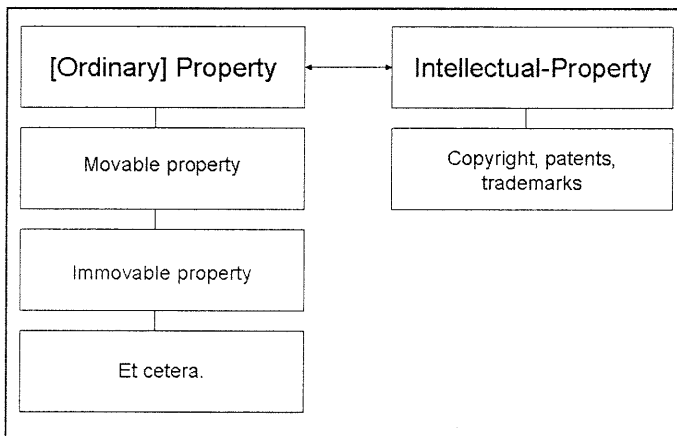 [Ordinary] Property
Intellectual-Property
Movable property
Copyright, patents,
trademarks
Immovable property
Et cetera.